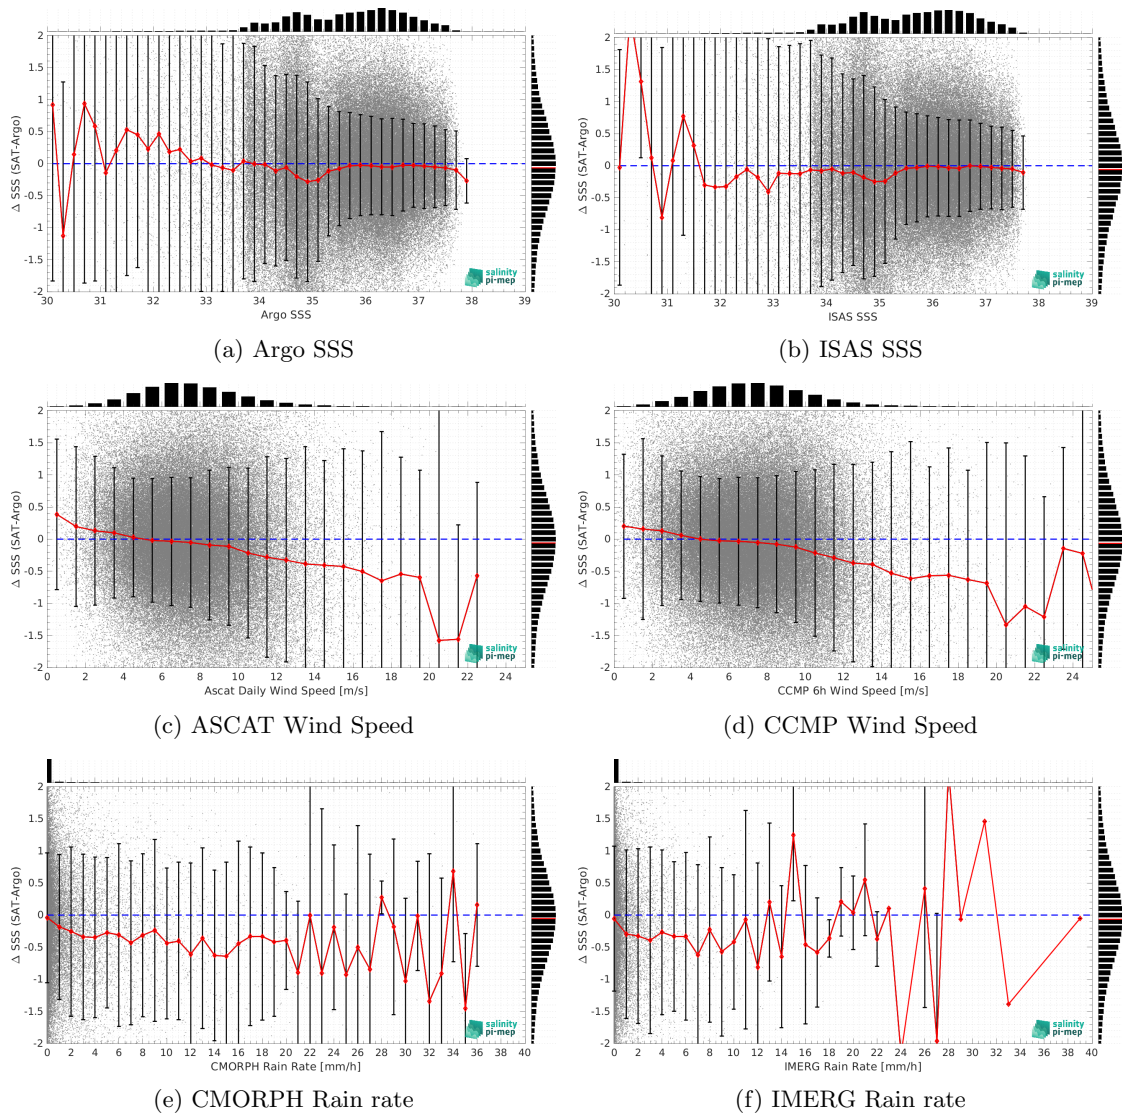 2
1.5
1
0.5
0
-0.5
-1
-1.5
-2
Δ SSS (SAT-Argo)
30 31 32 33 34 35 36 37 38 39
Argo SSS
salinity
pi-mep
(a) Argo SSS
2
1.5
1
0.5
0
-0.5
-1
-1.5
-2
Δ SSS (SAT-Argo)
30 31 32 33 34 35 36 37 38 39
ISAS SSS
salinity
pi-mep
(b) ISAS SSS
2
1.5
1
0.5
0
-0.5
-1
-1.5
-2
Δ SSS (SAT-Argo)
0 2 4 6 8 10 12 14 16 18 20 22 24
Ascat Daily Wind Speed [m/s]
salinity
pi-mep
(c) ASCAT Wind Speed
2
1.5
1
0.5
0
-0.5
-1
-1.5
-2
Δ SSS (SAT-Argo)
0 2 4 6 8 10 12 14 16 18 20 22 24
CCMP 6h Wind Speed [m/s]
salinity
pi-mep
(d) CCMP Wind Speed
2
1.5
1
0.5
0
-0.5
-1
-1.5
-2
Δ SSS (SAT-Argo)
0 2 4 6 8 10 12 14 16 18 20 22 24 26 28 30 32 34 36 38 40
CMORPH Rain Rate [mm/h]
salinity
pi-mep
(e) CMORPH Rain rate
2
1.5
1
0.5
0
-0.5
-1
-1.5
-2
Δ SSS (SAT-Argo)
0 2 4 6 8 10 12 14 16 18 20 22 24 26 28 30 32 34 36 38 40
IMERG Rain Rate [mm/h]
salinity
pi-mep
(f) IMERG Rain rate